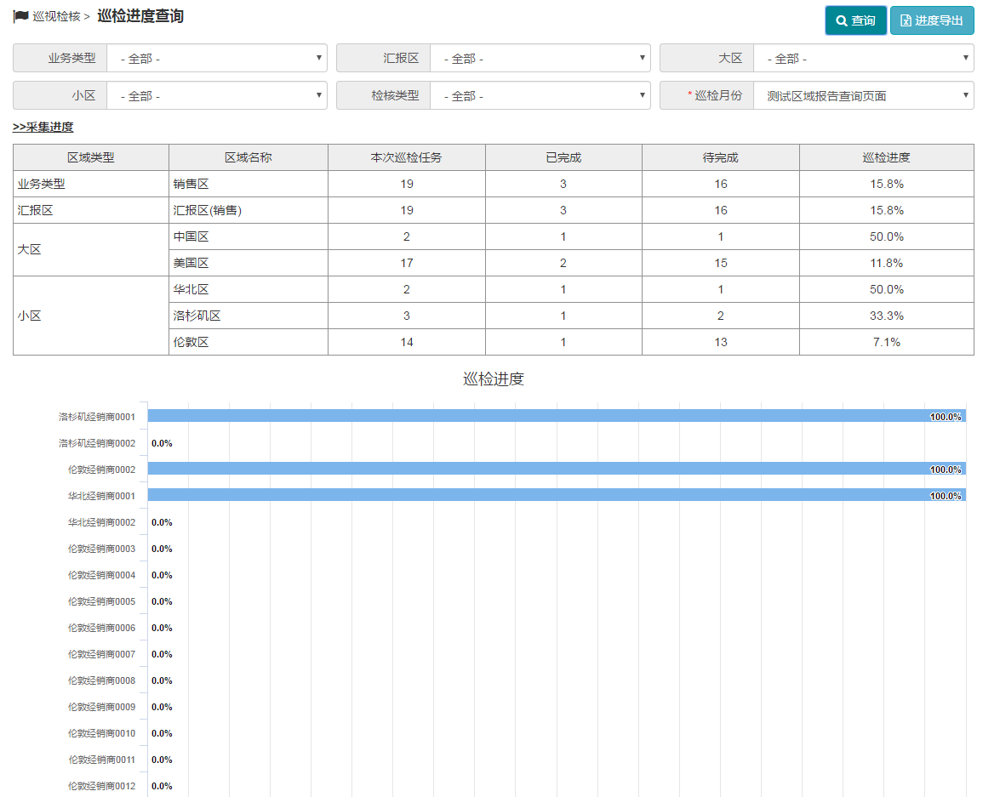 巡视检核 > 巡检进度查询
查询 进度导出
业务类型 - 全部 - 汇报区 - 全部 - 大区 - 全部 -
小区 - 全部 - 检核类型 - 全部 - * 巡检月份 测试区域报告查询页面
>>采集进度
区域类型 区域名称 本次巡检任务 已完成 待完成 巡检进度
业务类型 销售区 19 3 16 15.8%
汇报区 汇报区(销售) 19 3 16 15.8%
大区 中国区 2 1 1 50.0%
美国区 17 2 15 11.8%
小区 华北区 2 1 1 50.0%
洛杉矶区 3 1 2 33.3%
伦敦区 14 1 13 7.1%
巡检进度
洛杉矶经销商0001 100.0%
洛杉矶经销商0002 0.0%
伦敦经销商0002 100.0%
华北经销商0001 100.0%
华北经销商0002 0.0%
伦敦经销商0003 0.0%
伦敦经销商0004 0.0%
伦敦经销商0005 0.0%
伦敦经销商0006 0.0%
伦敦经销商0007 0.0%
伦敦经销商0008 0.0%
伦敦经销商0009 0.0%
伦敦经销商0010 0.0%
伦敦经销商0011 0.0%
伦敦经销商0012 0.0%